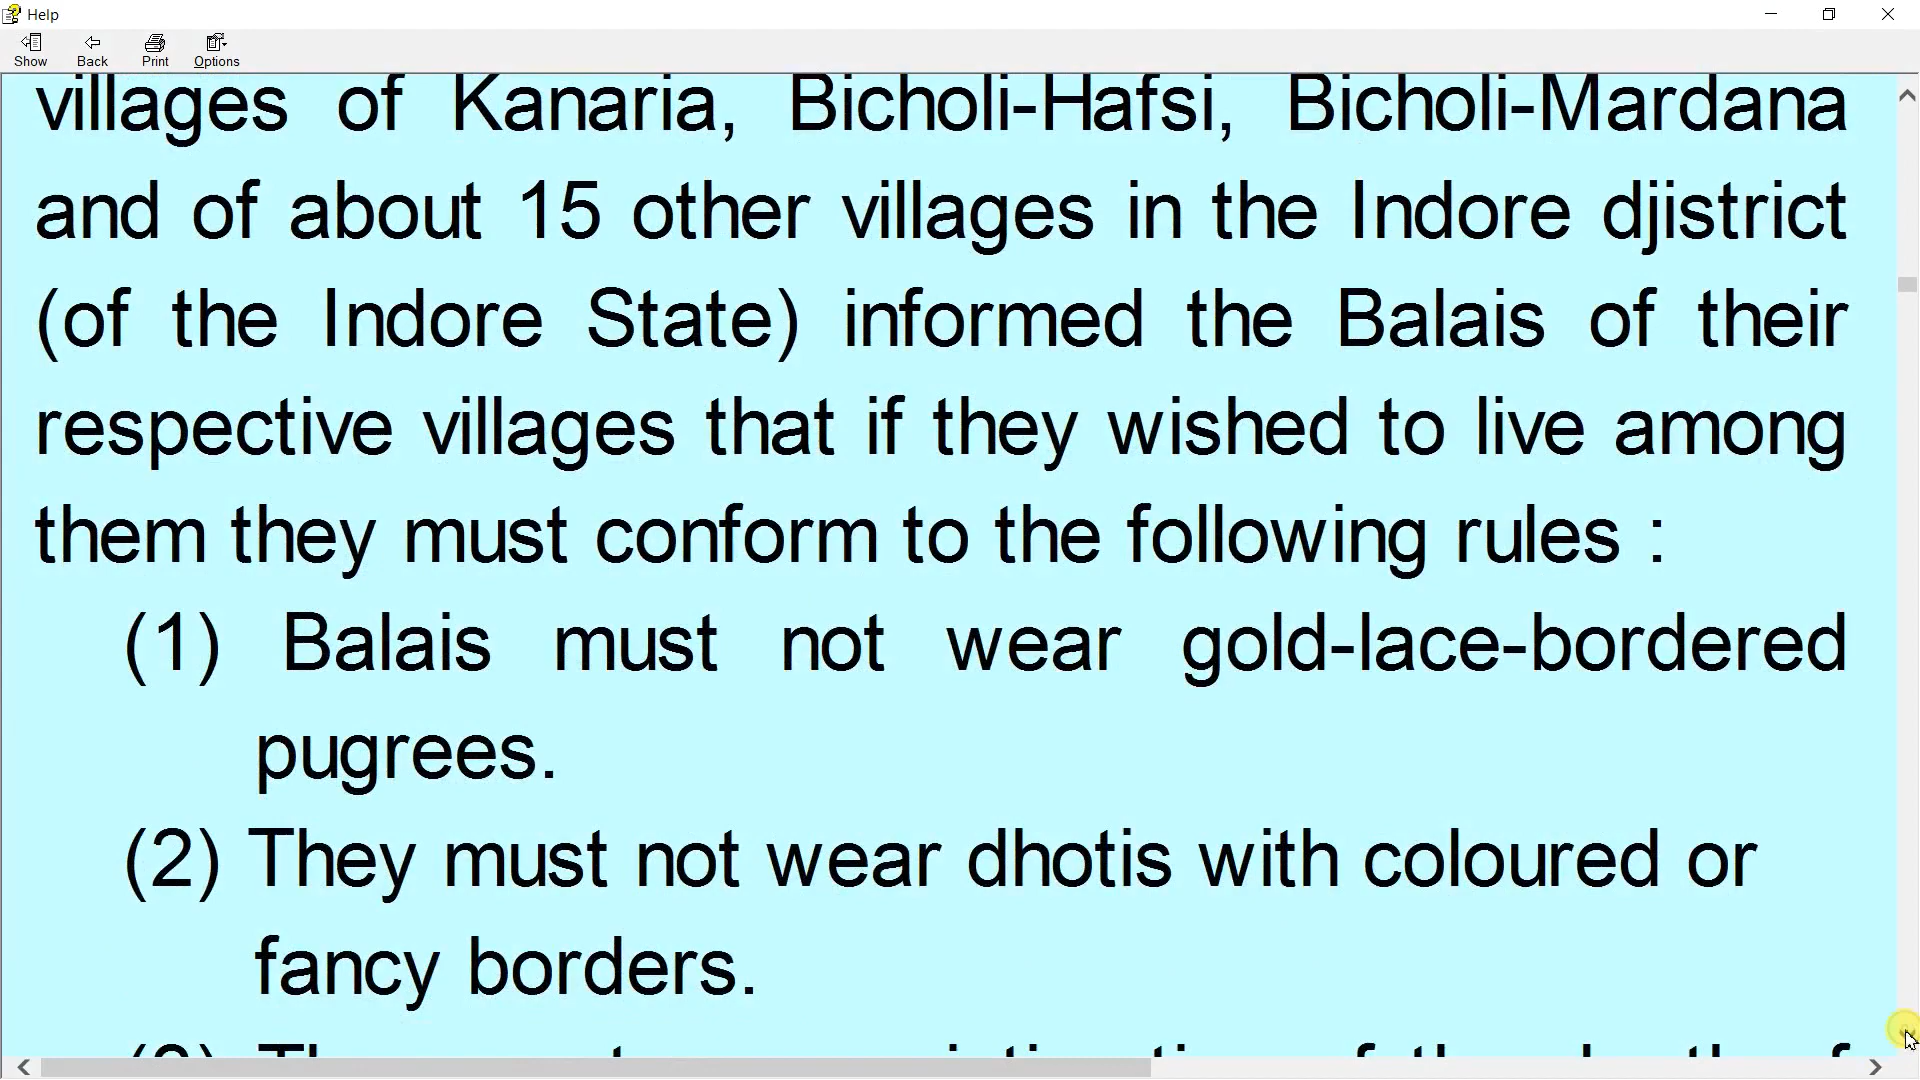 Help
Show Back Print Options
villages of Kanaria, Bicholi-Hafsi, Bicholi-Mardana
and of about 15 other villages in the Indore djistrict
(of the Indore State) informed the Balais of their
respective villages that if they wished to live among
them they must conform to the following rules :
(1) Balais must not wear gold-lace-bordered
pugrees.
(2) They must not wear dhotis with coloured or
fancy borders.